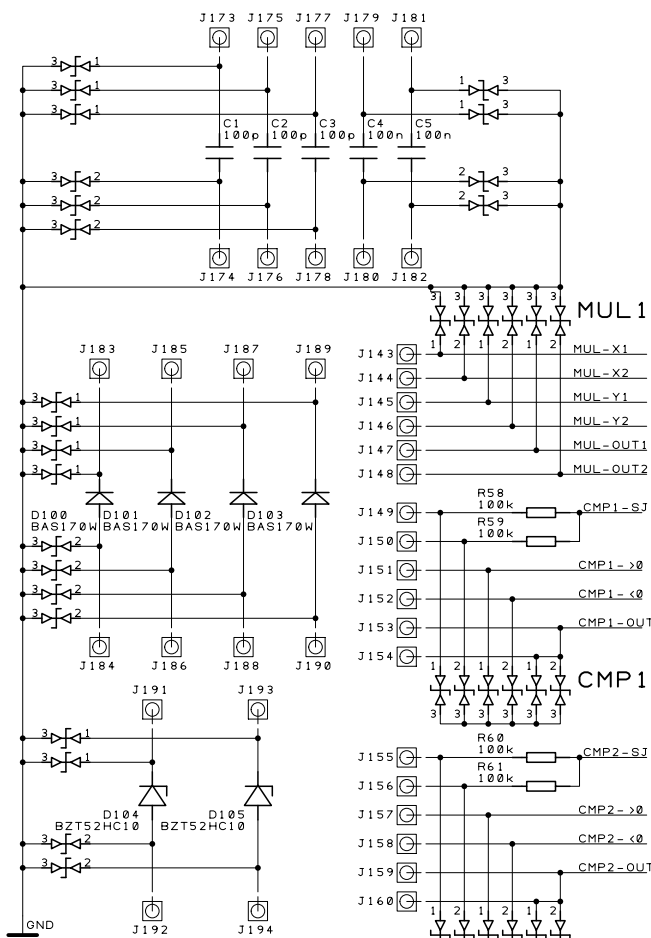 J173 J175 J177 J179 J181
3 1
3 1 1 3
3 1 1 3
C1 C2 C3 C4 C5
100p 100p 100p 100n 100n
3 2 2 3
3 2 2 3
3 2
J174 J176 J178 J180 J182
3 3 3 3 3 3
MUL1
1 2 1 2 1 2
J143 MUL-X1
J144 MUL-X2
J145 MUL-Y1
J146 MUL-Y2
J147 MUL-OUT1
J148 MUL-OUT2
J183 J185 J187 J189
3 1
3 1
3 1
3 1
D100 D101 D102 D103
BAS170W BAS170W BAS170W BAS170W
3 2
3 2
3 2
3 2
J184 J186 J188 J190
R58
100k
J149 CMP1-SJ
R59
100k
J150
J151 CMP1->0
J152 CMP1-<0
J153 CMP1-OUT
J154
1 2 1 2 1 2
CMP1
3 3 3 3 3 3
J191 J193
3 1
3 1
D104 D105
BZT52HC10 BZT52HC10
3 2
3 2
J192 J194
R60
100k
J155 CMP2-SJ
R61
100k
J156
J157 CMP2->0
J158 CMP2-<0
J159 CMP2-OUT
J160
1 2 1 2 1 2
GND